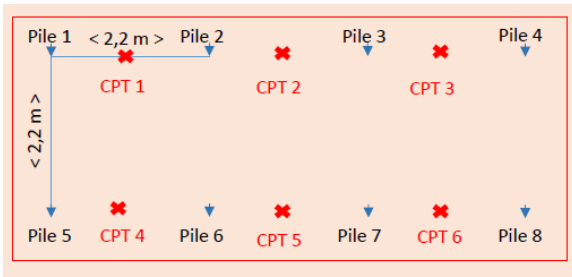 Pile 1 < 2,2 m > Pile 2 Pile 3 Pile 4
CPT 1 CPT 2 CPT 3
< 2,2 m >
Pile 5 CPT 4 Pile 6 CPT 5 Pile 7 CPT 6 Pile 8